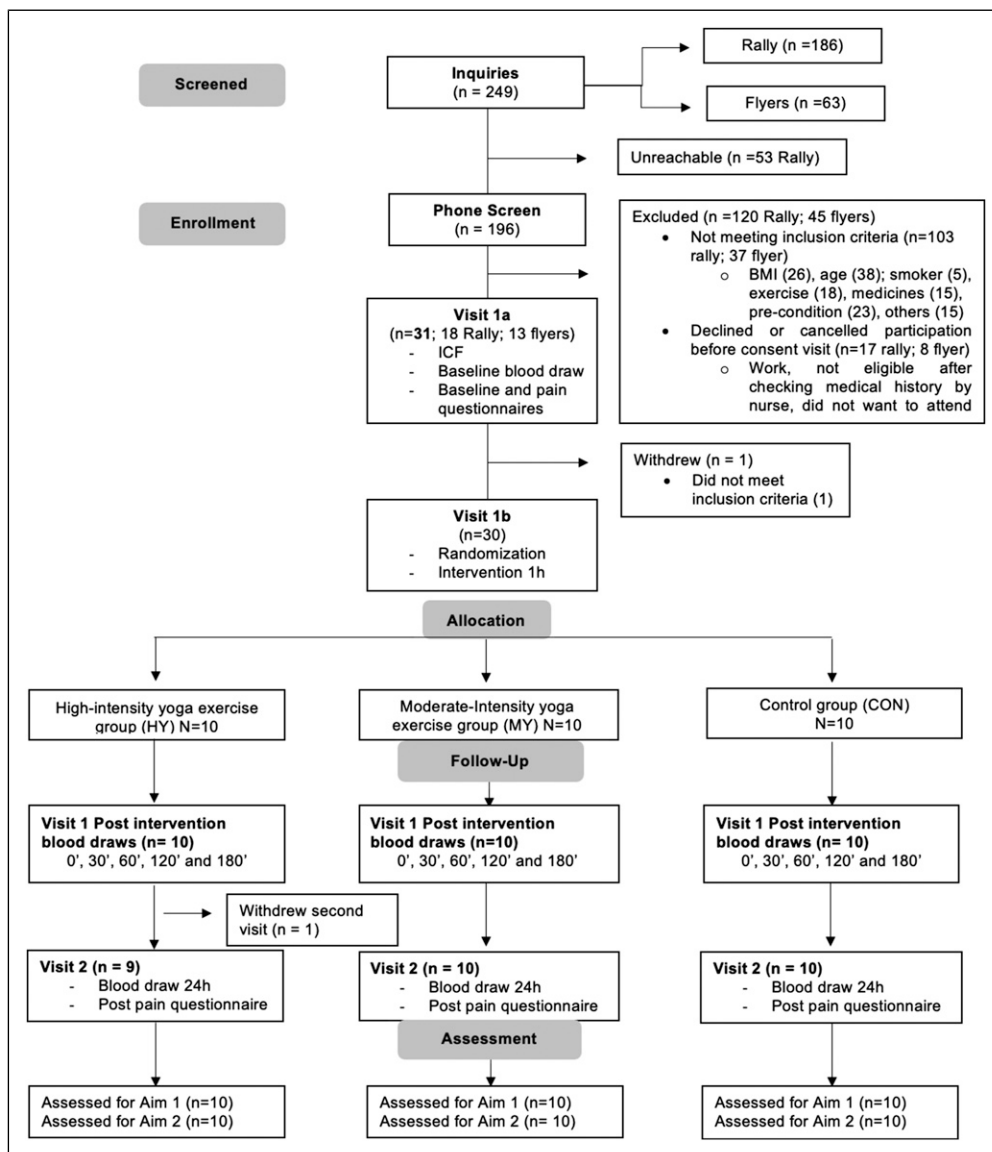 Rally (n =186)
Screened
Inquiries
(n = 249)
Flyers (n =63)
Unreachable (n =53 Rally)
Enrollment
Phone Screen
(n = 196)
Excluded (n =120 Rally; 45 flyers)
• Not meeting inclusion criteria (n=103
rally; 37 flyer)
o BMI (26), age (38); smoker (5),
exercise (18), medicines (15),
pre-condition (23), others (15)
• Declined or cancelled participation
before consent visit (n=17 rally; 8 flyer)
o Work, not eligible after
checking medical history by
nurse, did not want to attend
Visit 1a
(n=31; 18 Rally; 13 flyers)
- ICF
- Baseline blood draw
- Baseline and pain
questionnaires
Withdrew (n = 1)
• Did not meet
inclusion criteria (1)
Visit 1b
(n=30)
- Randomization
- Intervention 1h
Allocation
High-intensity yoga exercise
group (HY) N=10
Moderate-Intensity yoga
exercise group (MY) N=10
Control group (CON)
N=10
Follow-Up
Visit 1 Post intervention
blood draws (n= 10)
0', 30', 60', 120' and 180'
Visit 1 Post intervention
blood draws (n=10)
0', 30', 60', 120' and 180'
Visit 1 Post intervention
blood draws (n= 10)
0', 30', 60', 120' and 180'
Withdrew second
visit (n = 1)
Visit 2 (n = 9)
- Blood draw 24h
- Post pain questionnaire
Visit 2 (n = 10)
- Blood draw 24h
- Post pain questionnaire
Visit 2 (n = 10)
- Blood draw 24h
- Post pain questionnaire
Assessment
Assessed for Aim 1 (n=10)
Assessed for Aim 2 (n=10)
Assessed for Aim 1 (n=10)
Assessed for Aim 2 (n= 10)
Assessed for Aim 1 (n=10)
Assessed for Aim 2 (n=10)